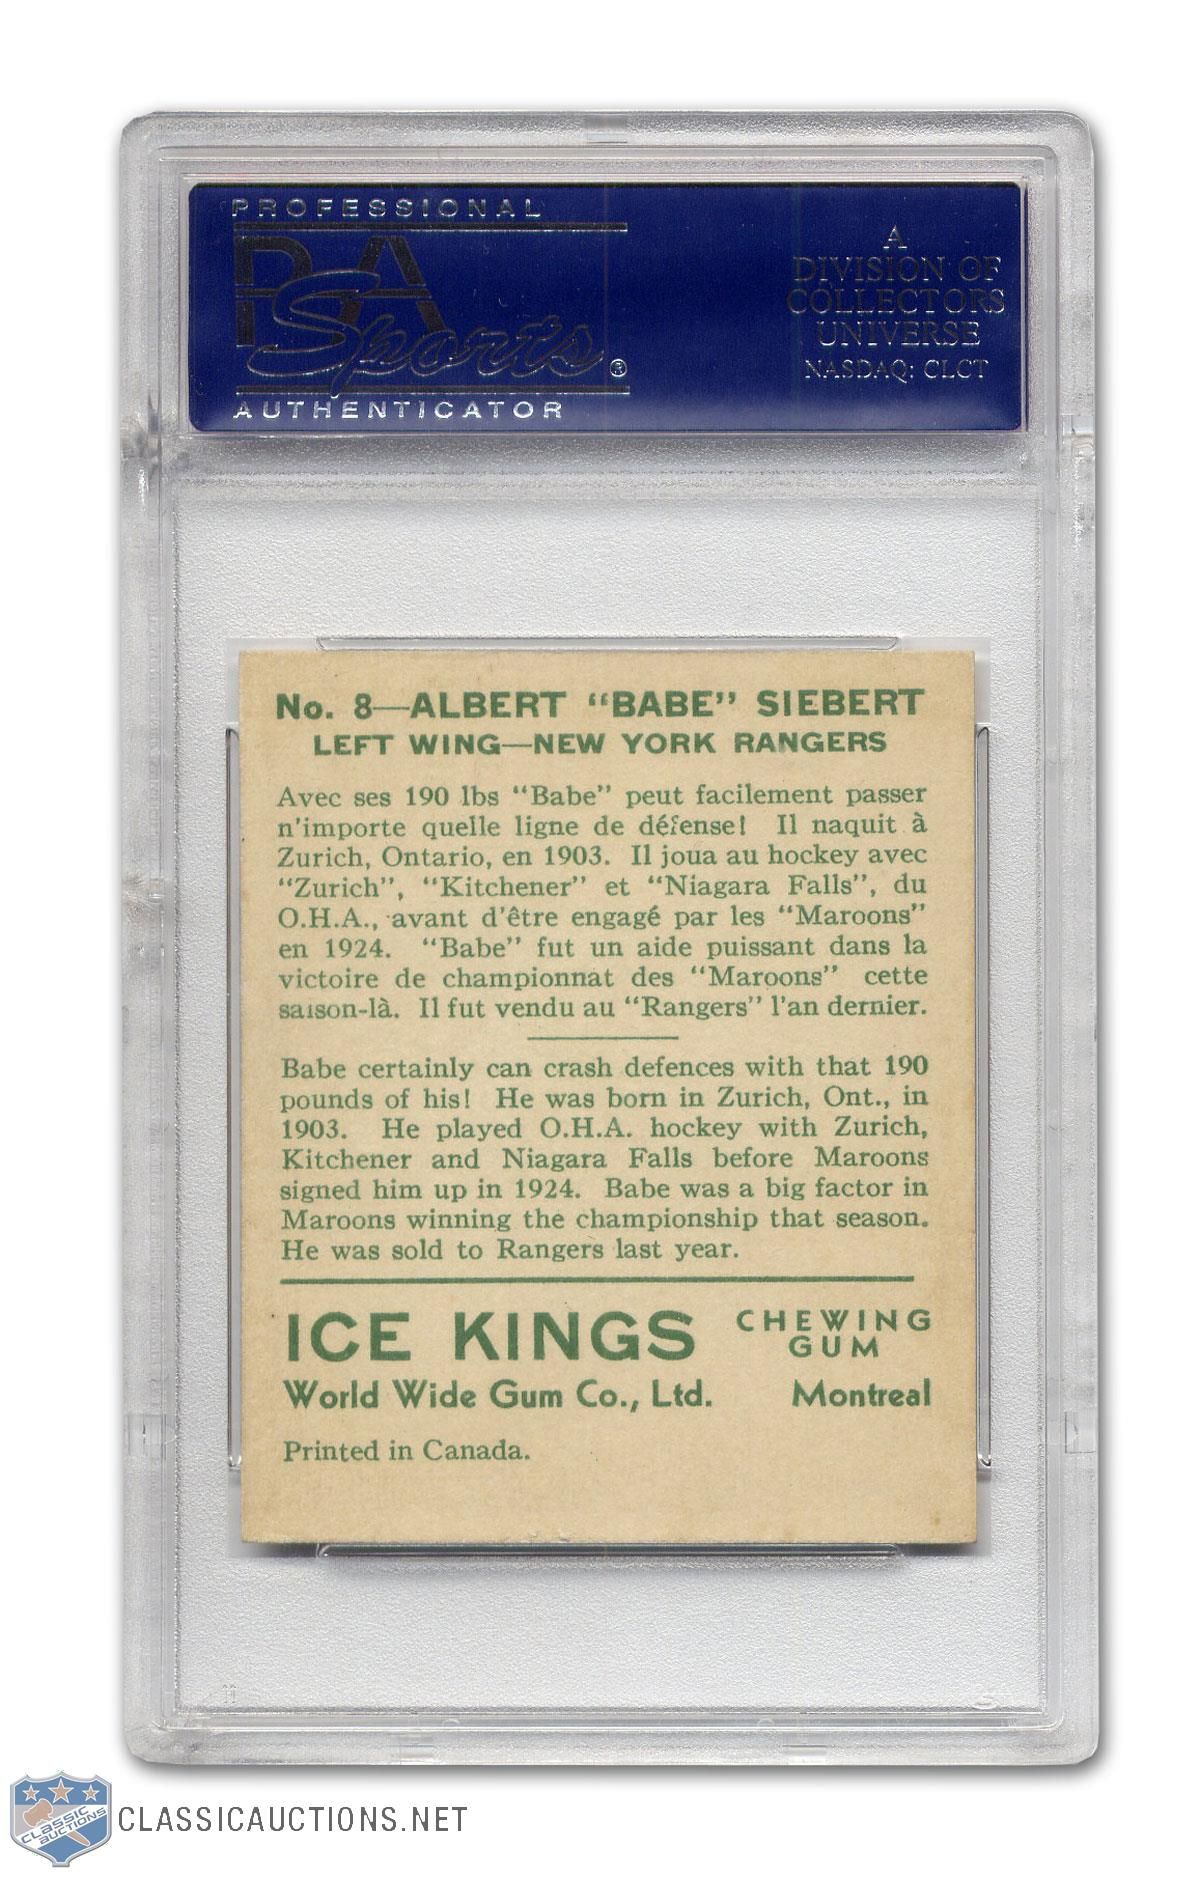 PROFESSIONAL
PSA
Sports®
AUTHENTICATOR
A
DIVISION OF
COLLECTORS
UNIVERSE
NASDAQ: CLCT
No. 8—ALBERT "BABE" SIEBERT
LEFT WING—NEW YORK RANGERS
Avec ses 190 lbs "Babe" peut facilement passer
n'importe quelle ligne de défense! Il naquit à
Zurich, Ontario, en 1903. Il joua au hockey avec
"Zurich", "Kitchener" et "Niagara Falls", du
O.H.A., avant d'être engagé par les "Maroons"
en 1924. "Babe" fut un aide puissant dans la
victoire de championnat des "Maroons" cette
saison-là. Il fut vendu au "Rangers" l'an dernier.
Babe certainly can crash defences with that 190
pounds of his! He was born in Zurich, Ont., in
1903. He played O.H.A. hockey with Zurich,
Kitchener and Niagara Falls before Maroons
signed him up in 1924. Babe was a big factor in
Maroons winning the championship that season.
He was sold to Rangers last year.
ICE KINGS CHEWING
GUM
World Wide Gum Co., Ltd. Montreal
Printed in Canada.
CLASSIC
AUCTIONS
CLASSICAUCTIONS.NET